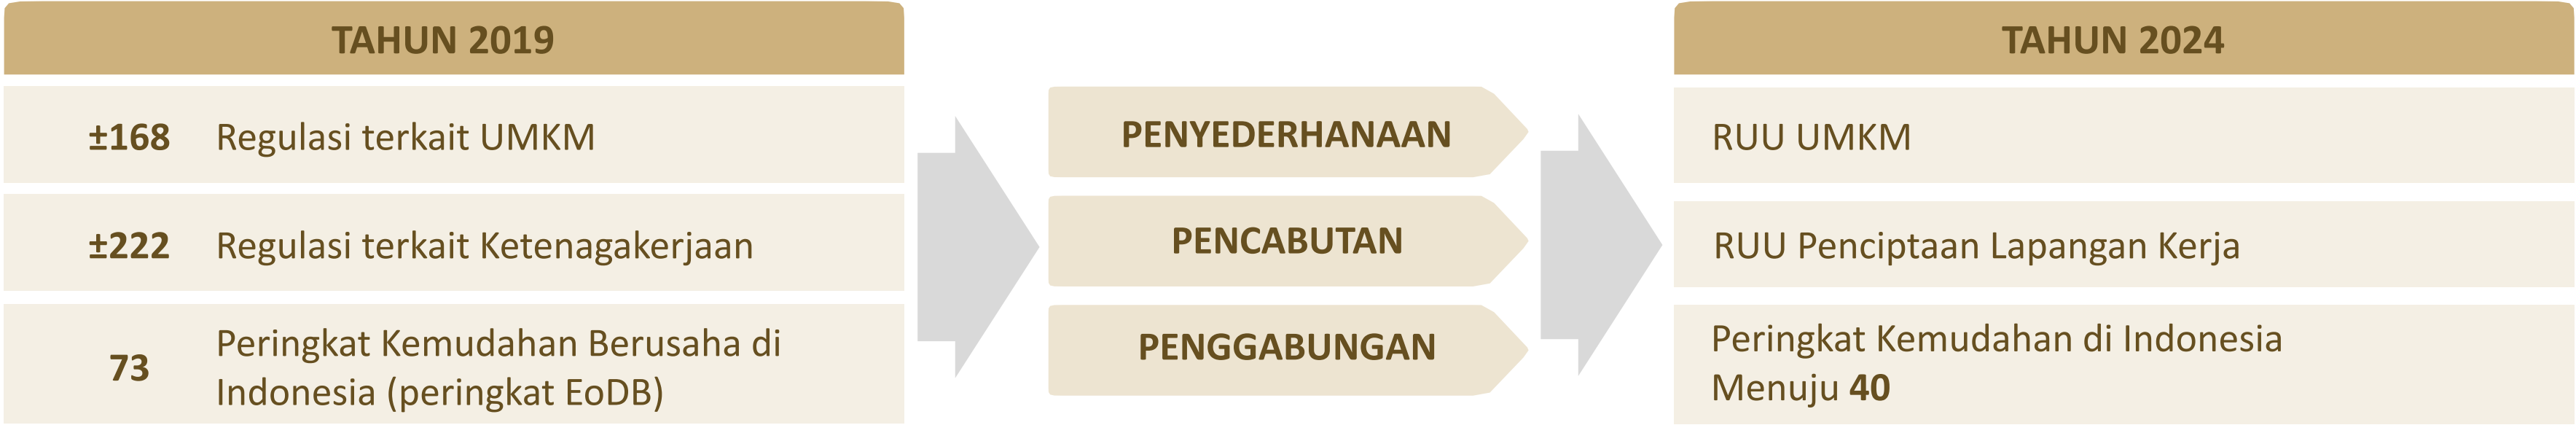 TAHUN 2019
±168 Regulasi terkait UMKM
±222 Regulasi terkait Ketenagakerjaan
73 Peringkat Kemudahan Berusaha di
Indonesia (peringkat EoDB)
PENYEDERHANAAN
PENCABUTAN
PENGGABUNGAN
TAHUN 2024
RUU UMKM
RUU Penciptaan Lapangan Kerja
Peringkat Kemudahan di Indonesia
Menuju 40